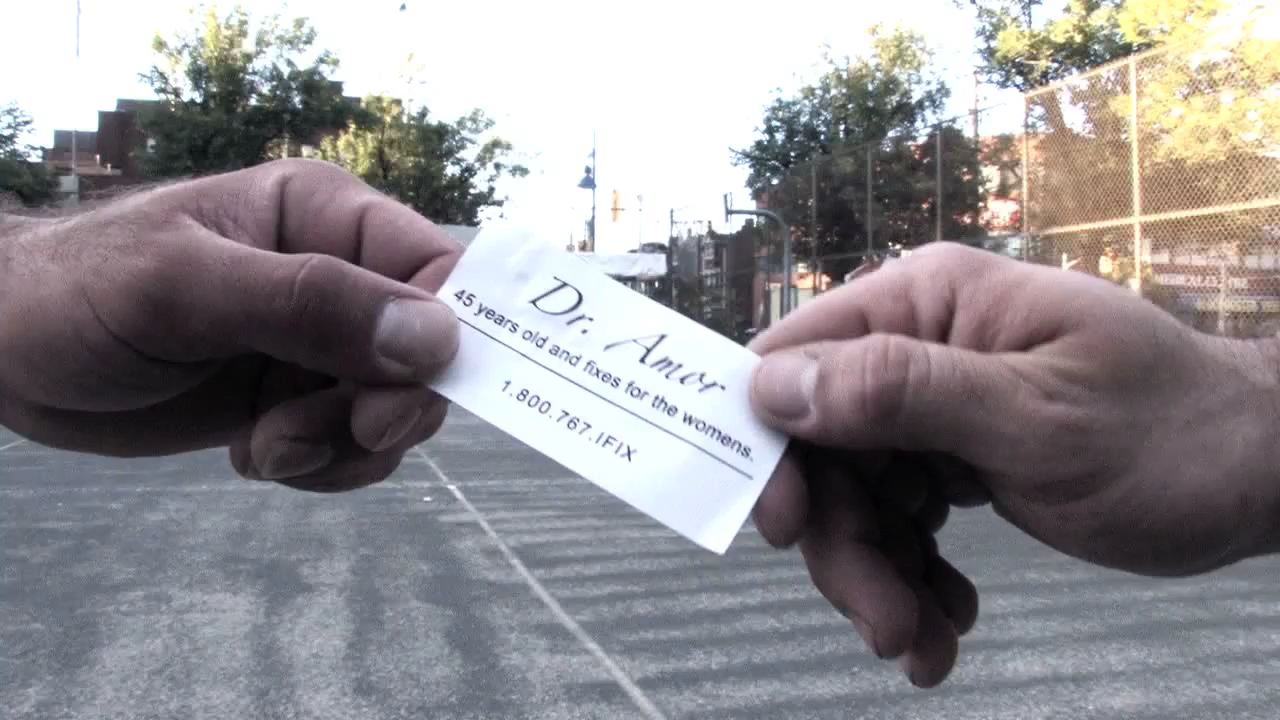 Dr. Amor
45 years old and fixes for the womens.
1.800.767.IFIX